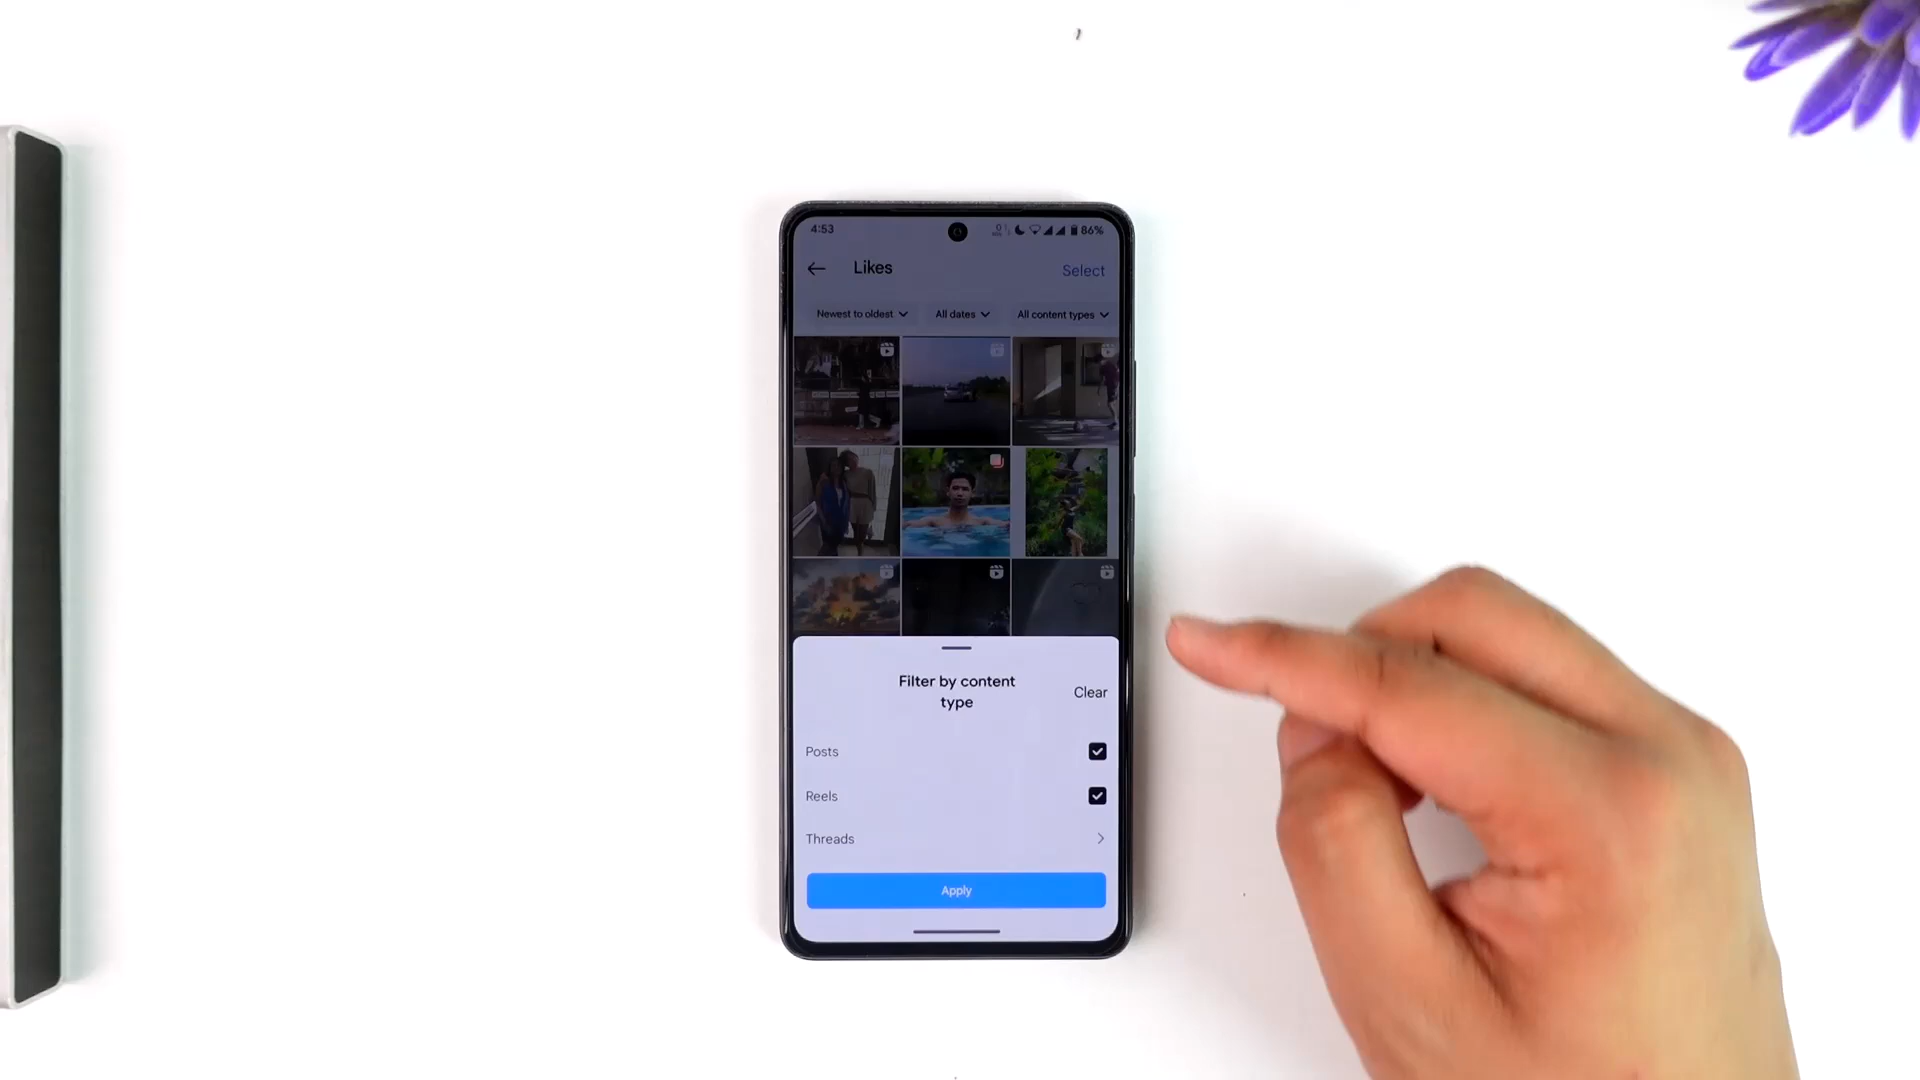 4:53
86%
Likes
Select
Newest to oldest
All dates
All content types
Filter by content
type
Clear
Posts
Reels
Threads
Apply